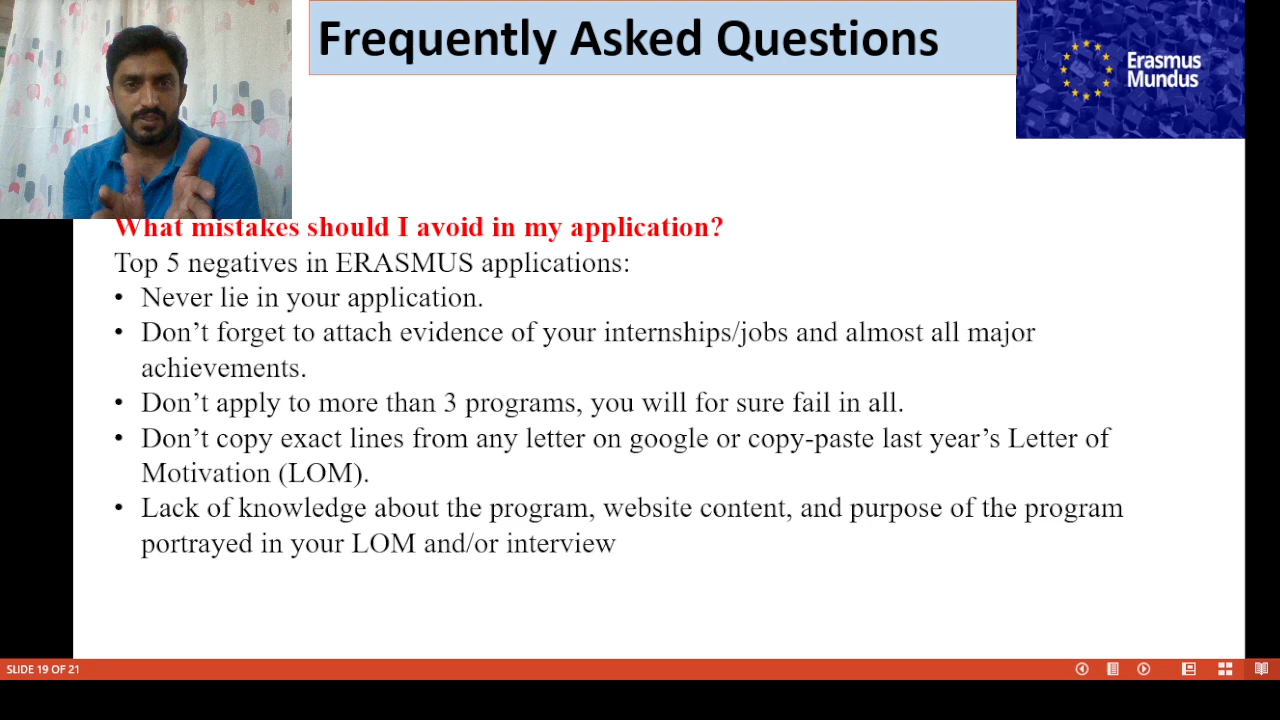 Frequently Asked Questions
Erasmus
Mundus
What mistakes should I avoid in my application?
Top 5 negatives in ERASMUS applications:
• Never lie in your application.
• Don’t forget to attach evidence of your internships/jobs and almost all major
achievements.
• Don’t apply to more than 3 programs, you will for sure fail in all.
• Don’t copy exact lines from any letter on google or copy-paste last year’s Letter of
Motivation (LOM).
• Lack of knowledge about the program, website content, and purpose of the program
portrayed in your LOM and/or interview
SLIDE 19 OF 21